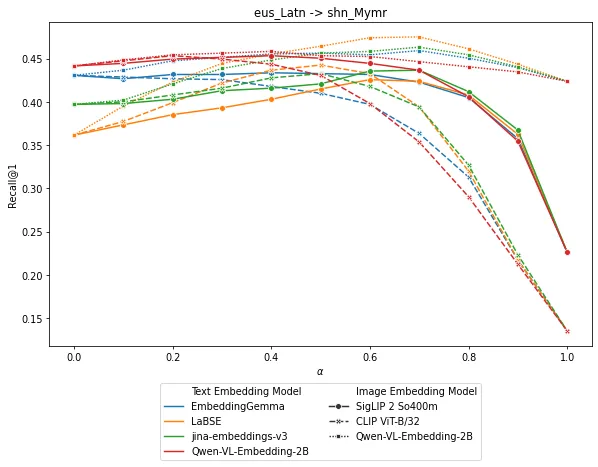 eus_Latn -> shn_Mymr
Recall@1
0.45
0.40
0.35
0.30
0.25
0.20
0.15
0.0 0.2 0.4 0.6 0.8 1.0
α
Text Embedding Model Image Embedding Model
EmbeddingGemma SigLIP 2 So400m
LaBSE CLIP ViT-B/32
jina-embeddings-v3 Qwen-VL-Embedding-2B
Qwen-VL-Embedding-2B